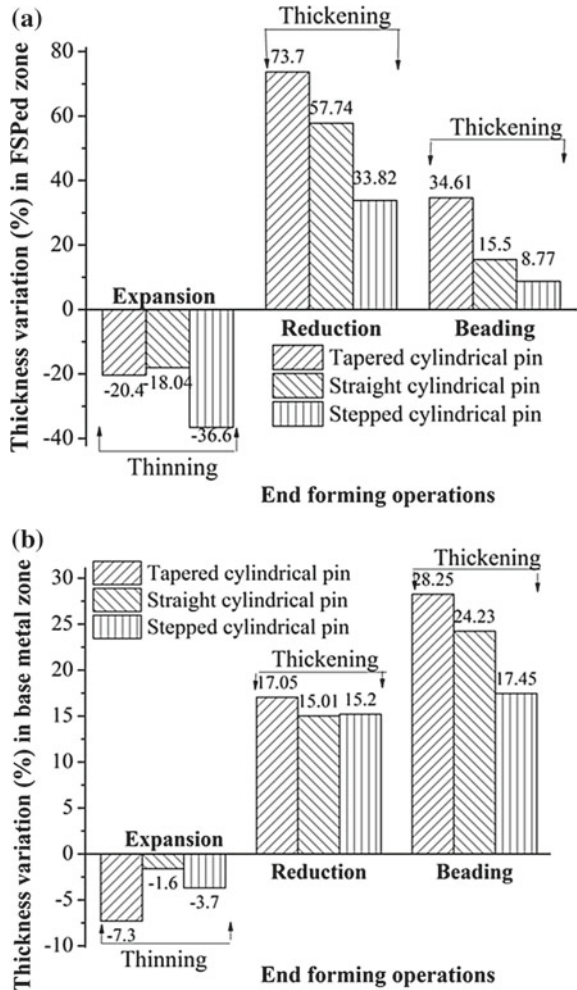 (a)
Thickening
73.7
80
60
57.74
Thickening
40
33.82
34.61
20
15.5
8.77
0
Expansion
Reduction
Beading
-20
-20.4
-18.04
-36.6
-40
Thinning
Tapered cylindrical pin
Straight cylindrical pin
Stepped cylindrical pin
Thickness variation (%) in FSPed zone
End forming operations
(b)
Tapered cylindrical pin
Straight cylindrical pin
Stepped cylindrical pin
Thickening
28.25
30
25
24.23
Thickening
20
17.05
15.01
15.2
17.45
15
10
5
0
Expansion
Reduction
Beading
-5
-7.3
-1.6
-3.7
-10
Thinning
Thickness variation (%) in base metal zone
End forming operations